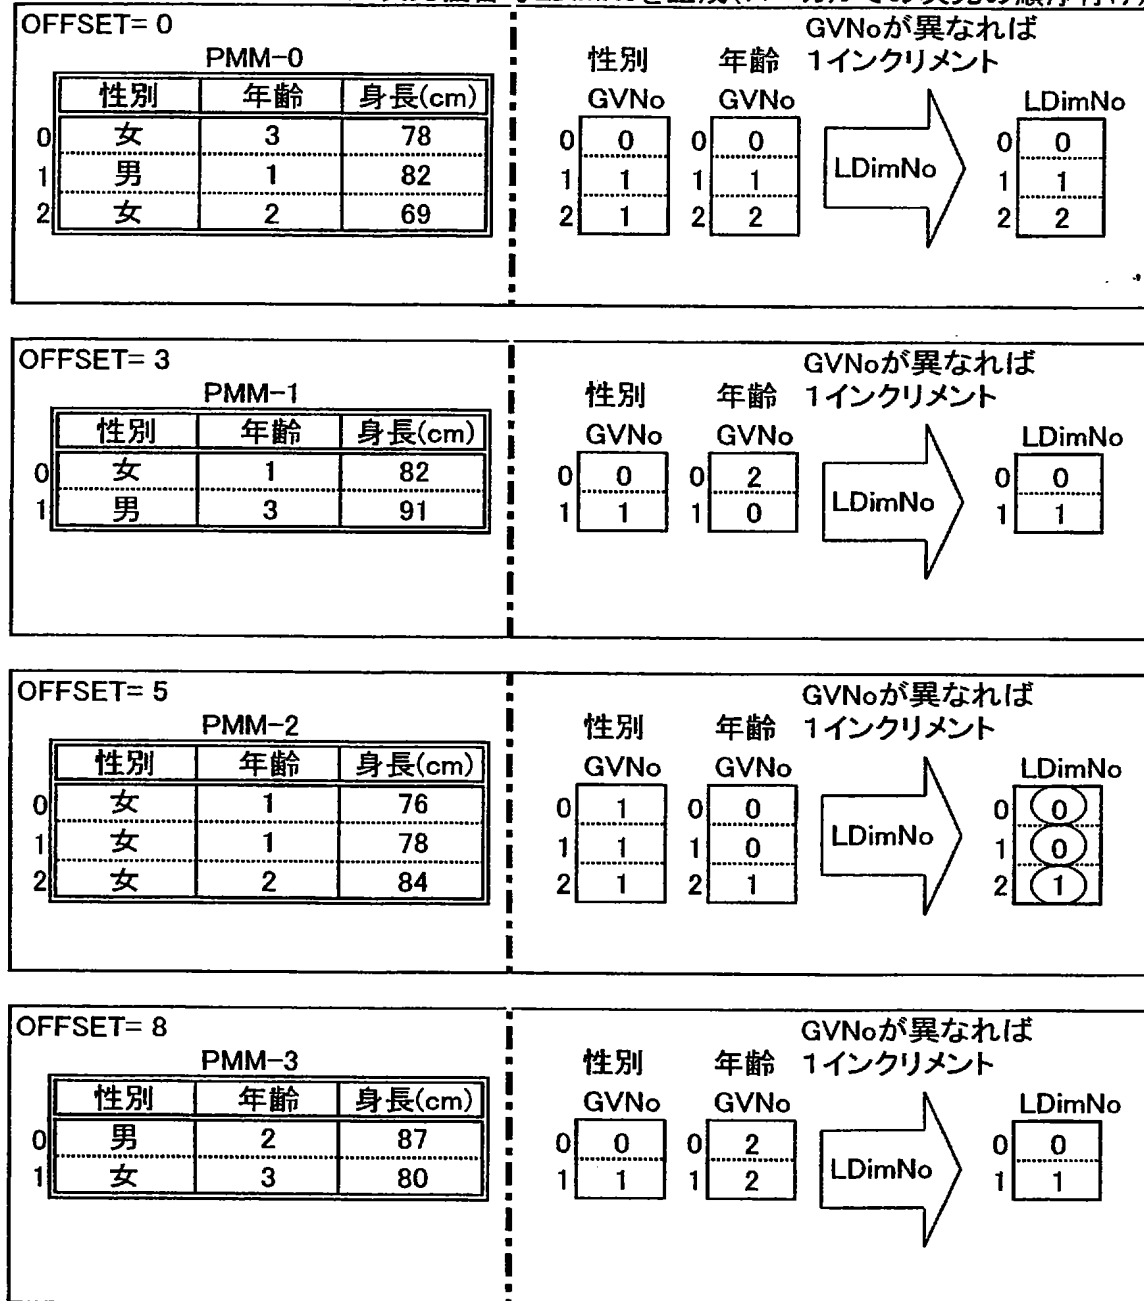 OFFSET= 0
PMM-0
性別 年齢 身長(cm)
0 女 3 78
1 男 1 82
2 女 2 69
性別 年齢
GVNo GVNo
0 0 0 0
1 1 1 1
2 1 2 2
GVNoが異なれば
1インクリメント
LDimNo
LDimNo
0 0
1 1
2 2
OFFSET= 3
PMM-1
性別 年齢 身長(cm)
0 女 1 82
1 男 3 91
性別 年齢
GVNo GVNo
0 0 0 2
1 1 1 0
GVNoが異なれば
1インクリメント
LDimNo
LDimNo
0 0
1 1
OFFSET= 5
PMM-2
性別 年齢 身長(cm)
0 女 1 76
1 女 1 78
2 女 2 84
性別 年齢
GVNo GVNo
0 1 0 0
1 1 1 0
2 1 2 1
GVNoが異なれば
1インクリメント
LDimNo
LDimNo
0 0
1 0
2 1
OFFSET= 8
PMM-3
性別 年齢 身長(cm)
0 男 2 87
1 女 3 80
性別 年齢
GVNo GVNo
0 0 0 2
1 1 1 2
GVNoが異なれば
1インクリメント
LDimNo
LDimNo
0 0
1 1